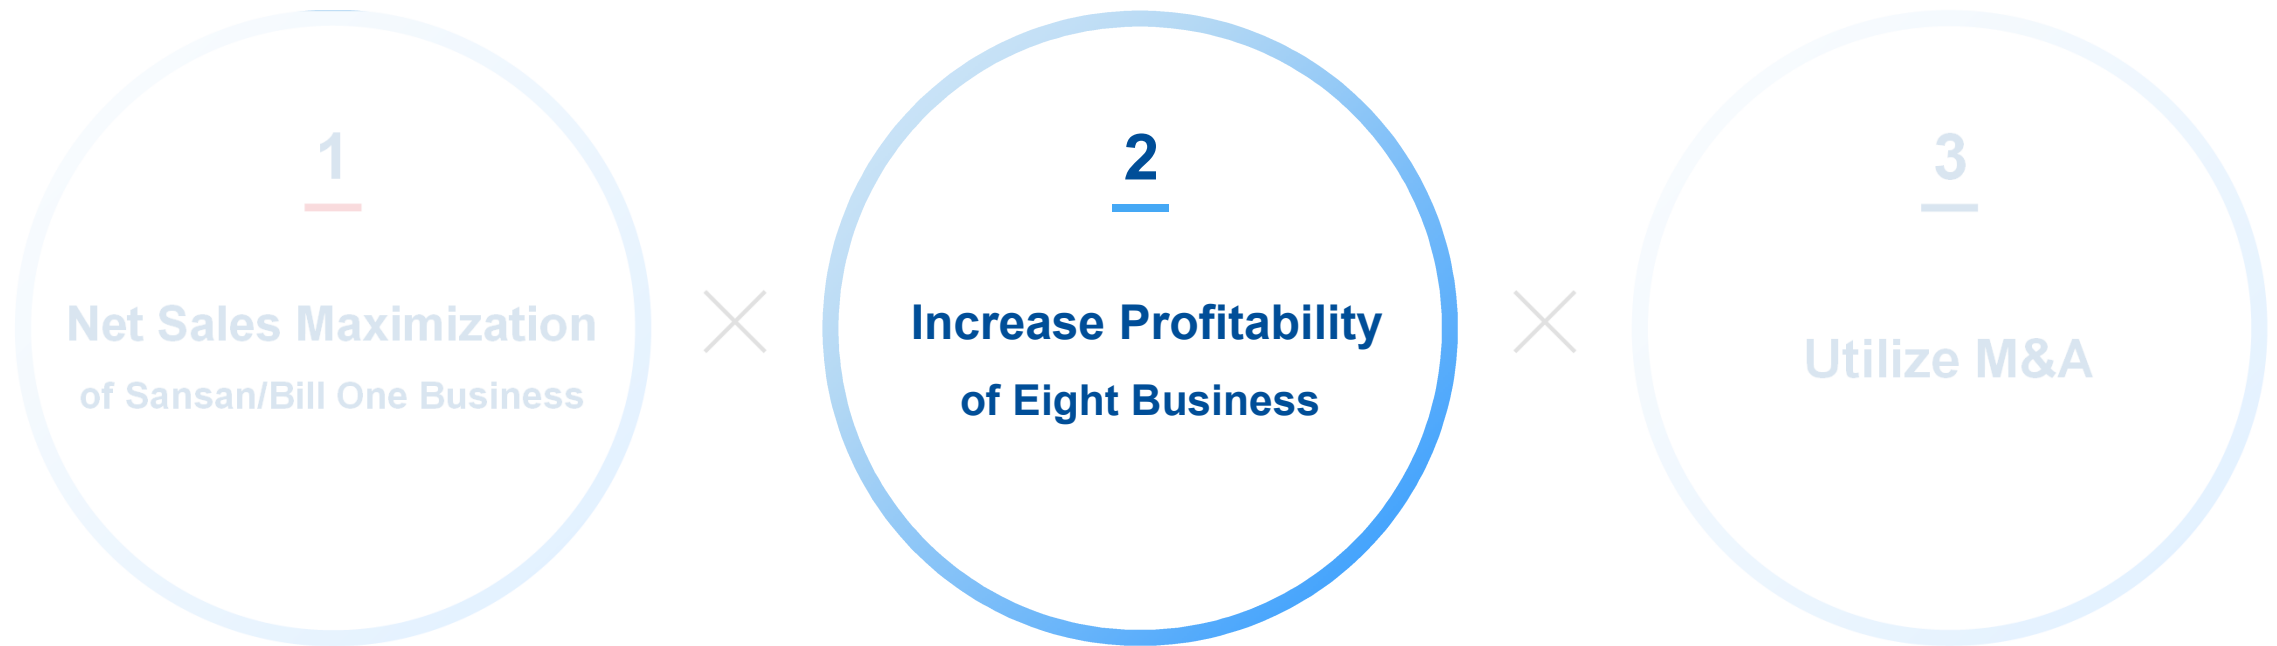 1
Net Sales Maximization
of Sansan/Bill One Business
2
Increase Profitability
of Eight Business
3
Utilize M&A